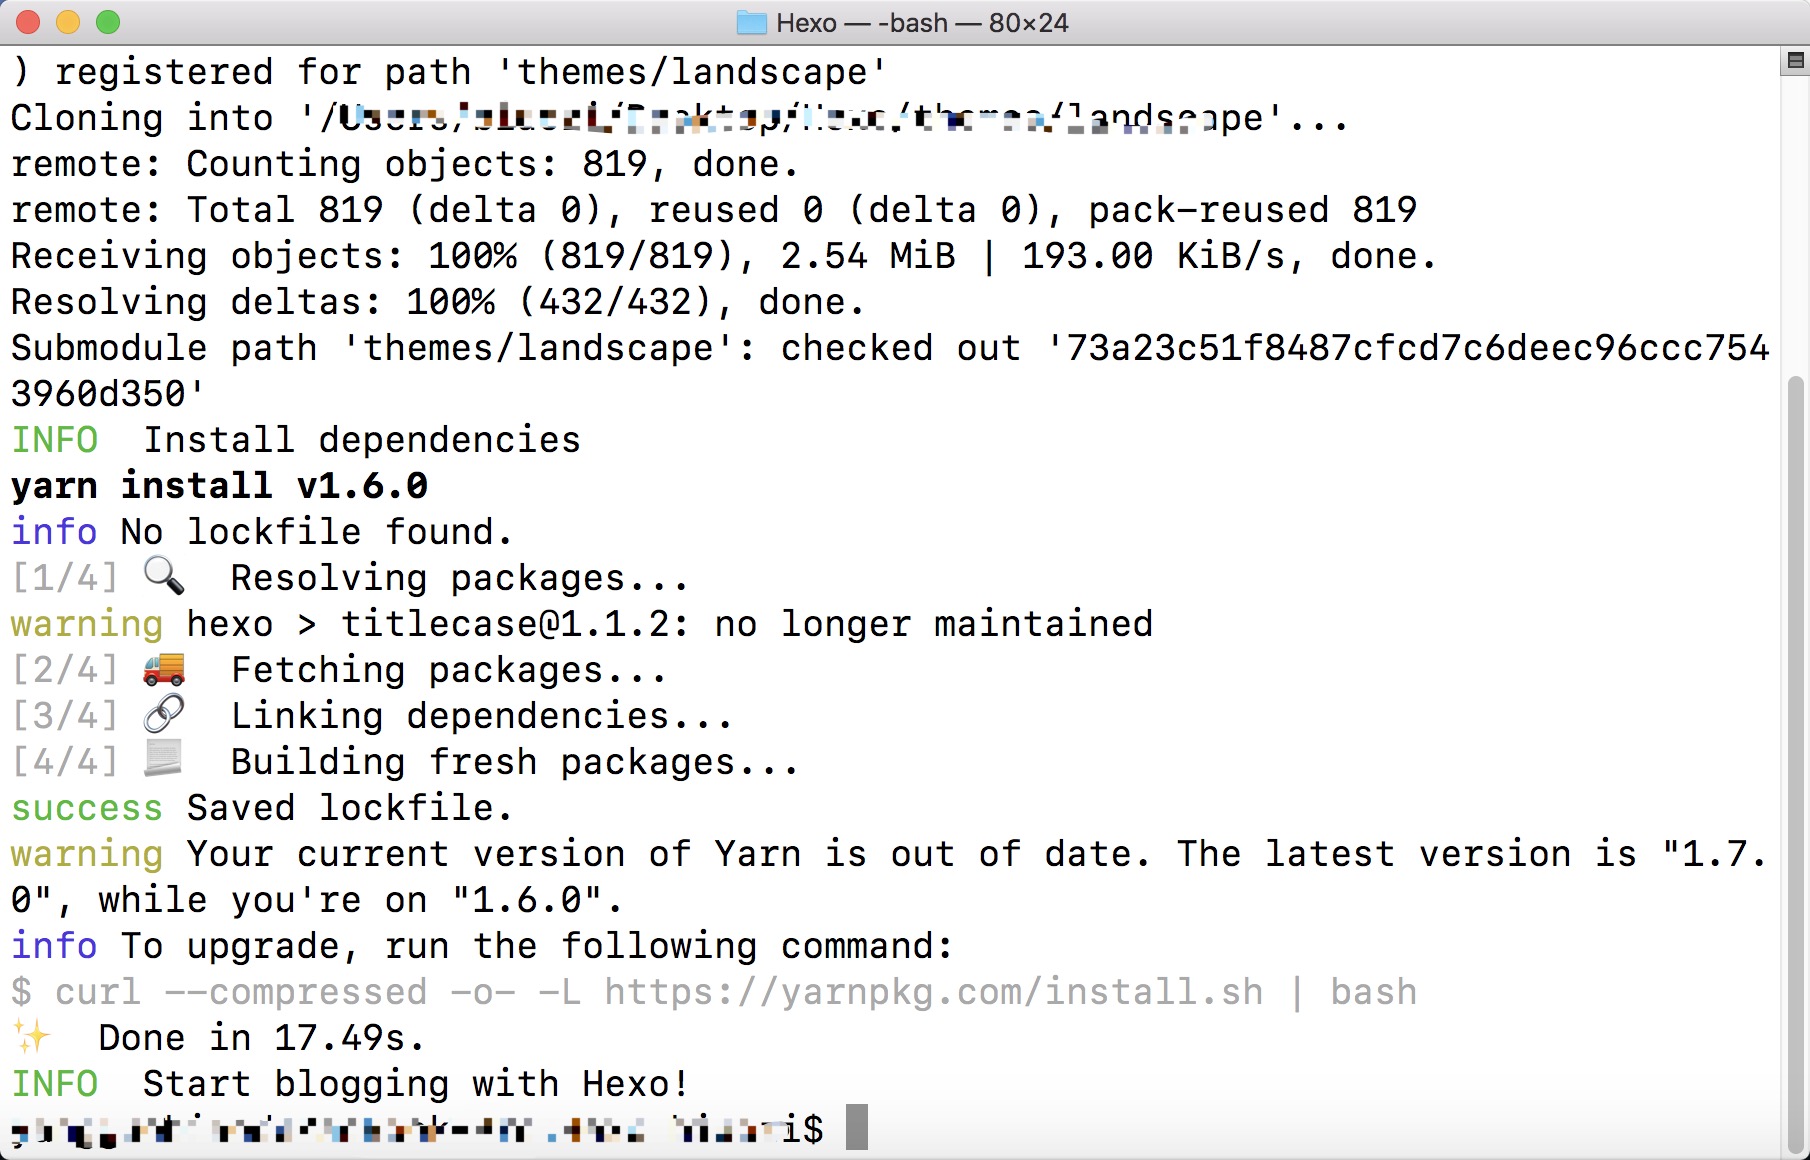 Hexo — -bash — 80×24
) registered for path 'themes/landscape'
Cloning into '/Users/ /Desktop/Hexo/themes/landscape'...
remote: Counting objects: 819, done.
remote: Total 819 (delta 0), reused 0 (delta 0), pack-reused 819
Receiving objects: 100% (819/819), 2.54 MiB | 193.00 KiB/s, done.
Resolving deltas: 100% (432/432), done.
Submodule path 'themes/landscape': checked out '73a23c51f8487cfcd7c6deec96ccc754
3960d350'
INFO  Install dependencies
yarn install v1.6.0
info No lockfile found.
[1/4] 🔍  Resolving packages...
warning hexo > titlecase@1.1.2: no longer maintained
[2/4] 🚚  Fetching packages...
[3/4] 🔗  Linking dependencies...
[4/4] 📃  Building fresh packages...
success Saved lockfile.
warning Your current version of Yarn is out of date. The latest version is "1.7.
0", while you're on "1.6.0".
info To upgrade, run the following command:
$ curl --compressed -o- -L https://yarnpkg.com/install.sh | bash
✨  Done in 17.49s.
INFO  Start blogging with Hexo!
$